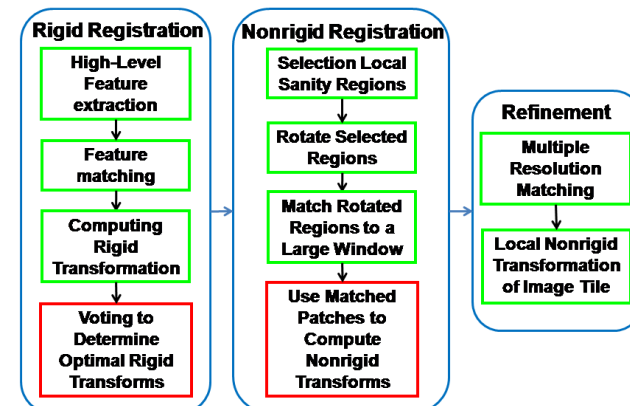 Rigid Registration
High-Level
Feature
extraction
Feature
matching
Computing
Rigid
Transformation
Voting to
Determine
Optimal Rigid
Transforms
Nonrigid Registration
Selection Local
Sanity Regions
Rotate Selected
Regions
Match Rotated
Regions to a
Large Window
Use Matched
Patches to
Compute
Nonrigid
Transforms
Refinement
Multiple
Resolution
Matching
Local Nonrigid
Transformation
of Image Tile